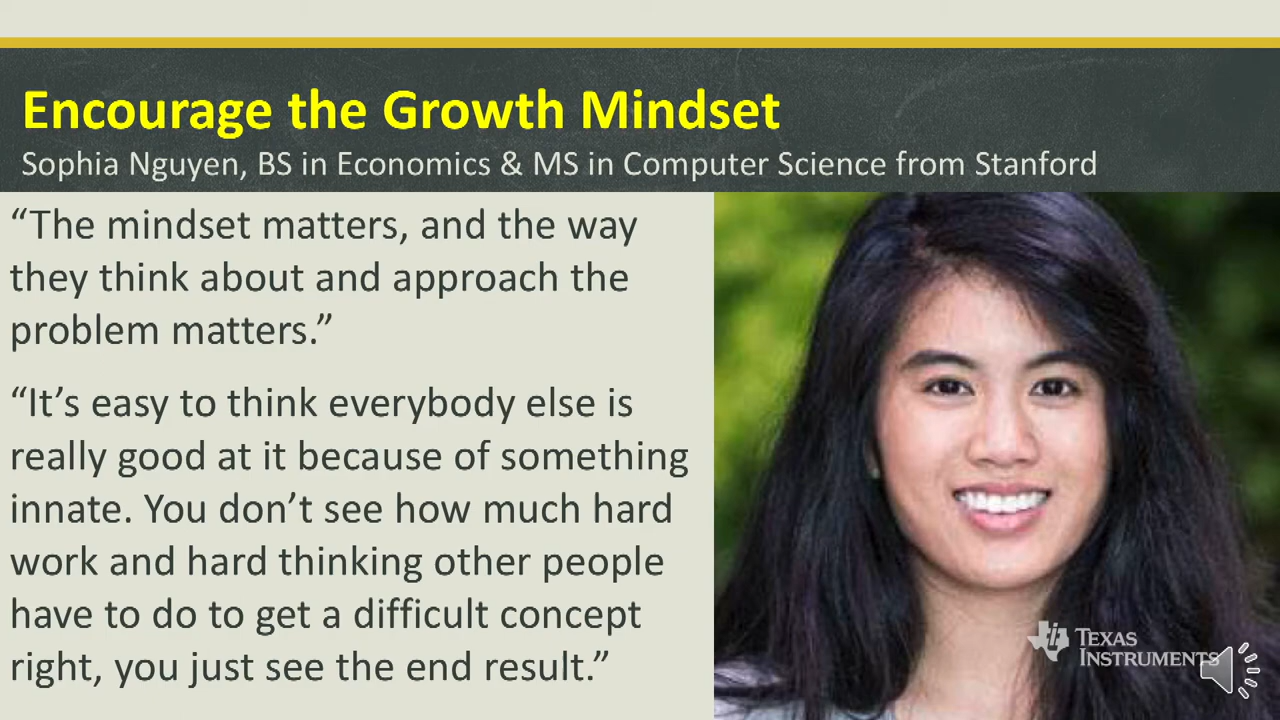 Encourage the Growth Mindset
Sophia Nguyen, BS in Economics & MS in Computer Science from Stanford
“The mindset matters, and the way
they think about and approach the
problem matters.”
“It’s easy to think everybody else is
really good at it because of something
innate. You don’t see how much hard
work and hard thinking other people
have to do to get a difficult concept
right, you just see the end result.”
TEXAS
INSTRUMENTS